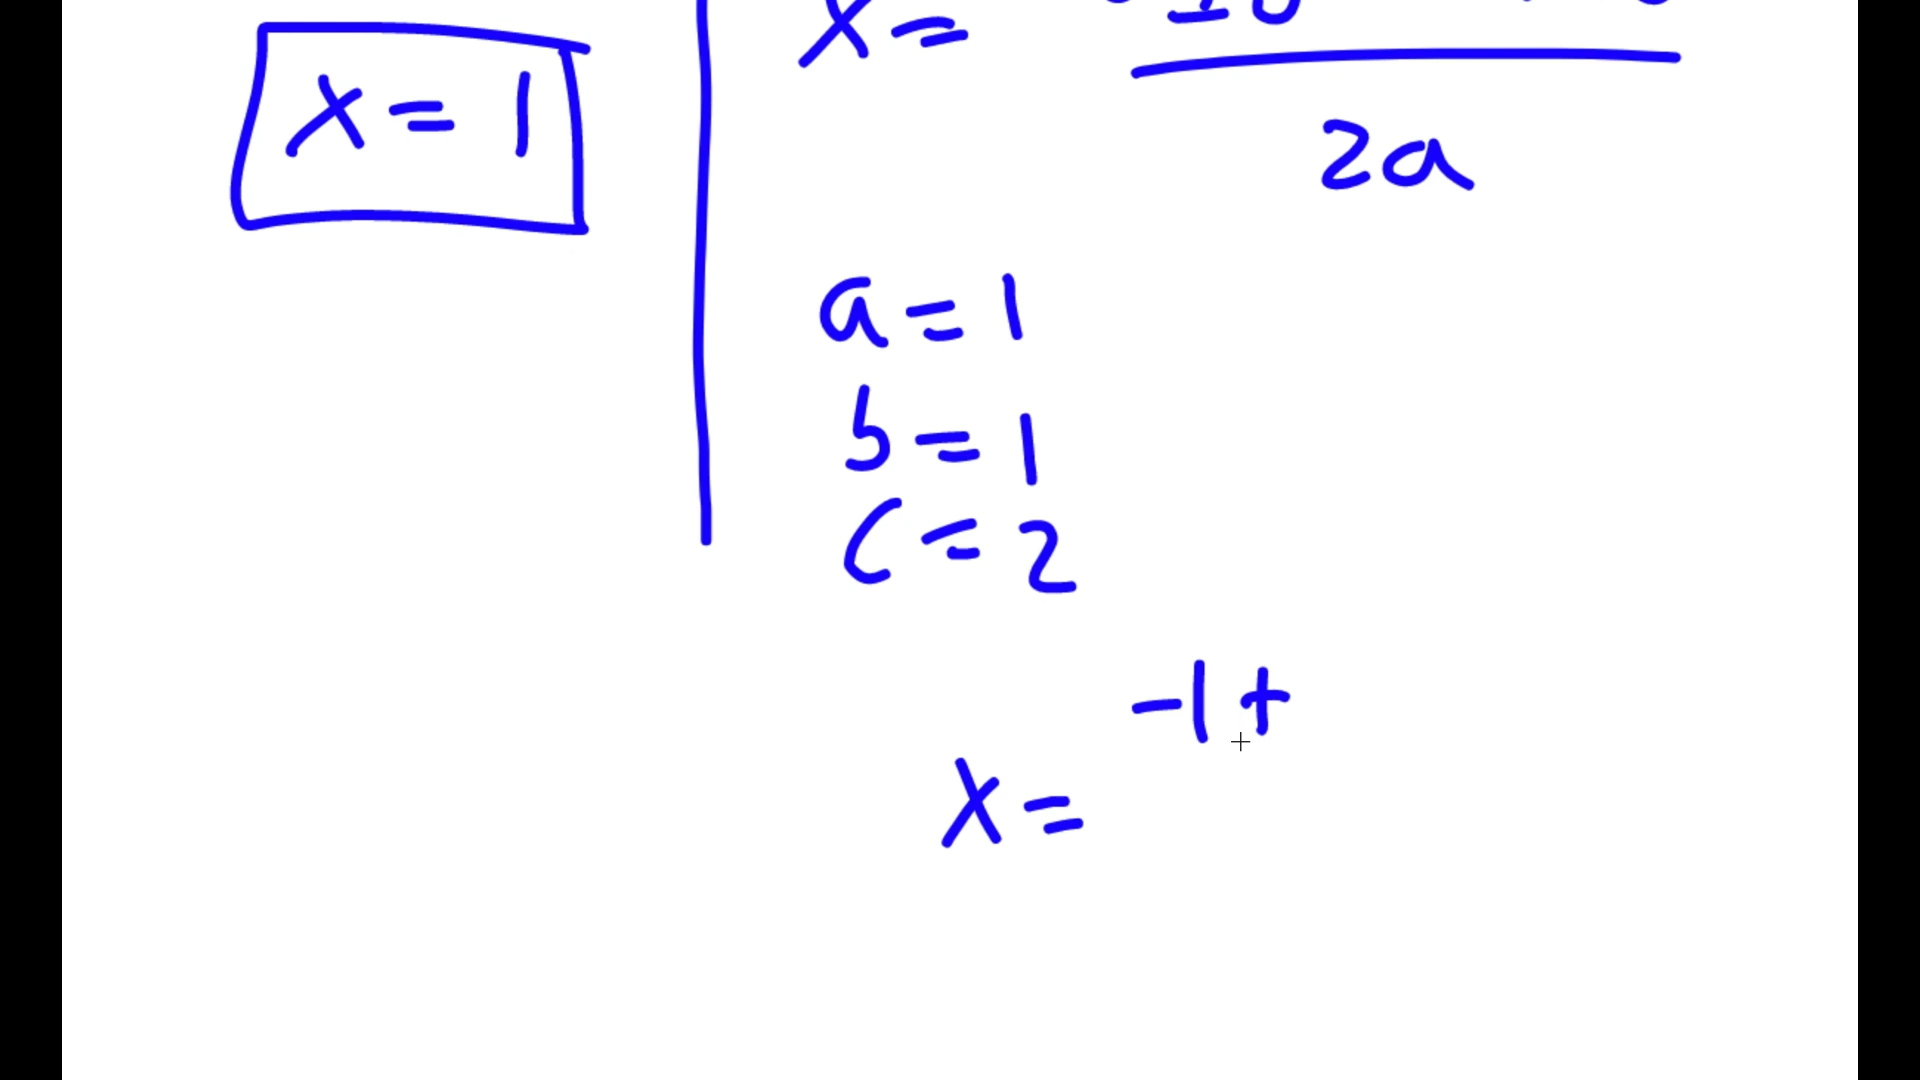 x = 1
x =
2a
a = 1
b = 1
c = 2
-1 +
x =